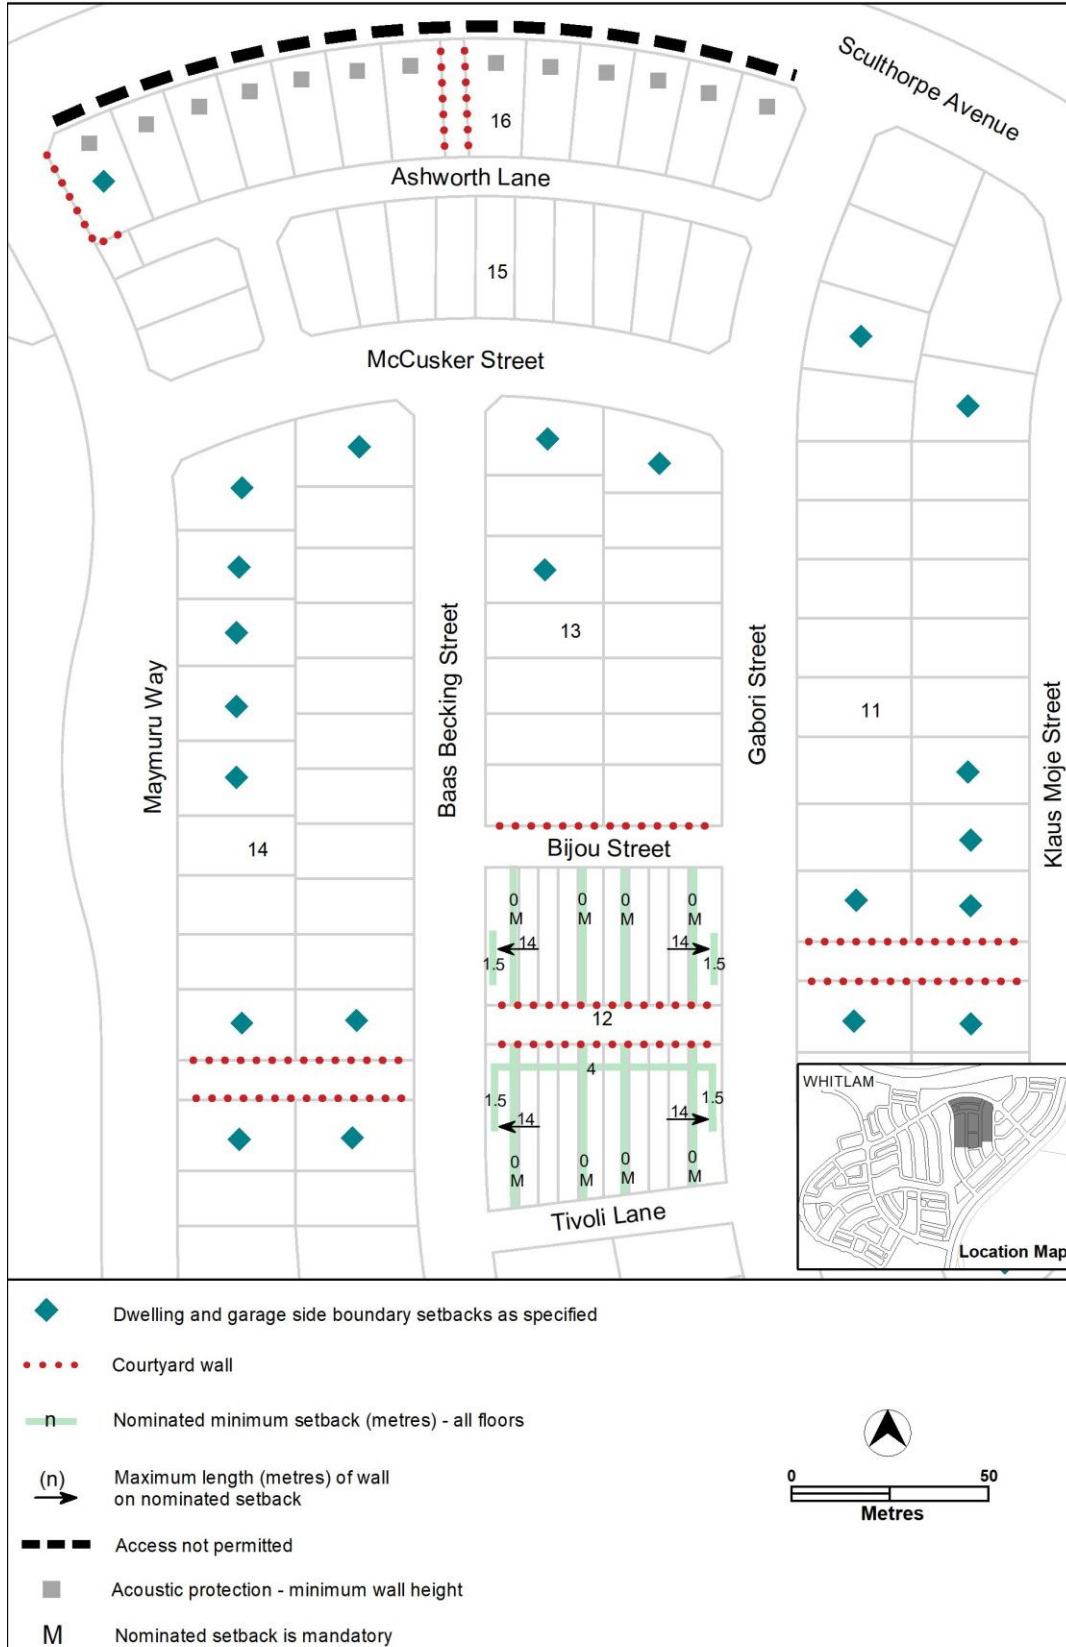 Sculthorpe Avenue
16
Ashworth Lane
15
McCusker Street
13
Maymuru Way
Baas Becking Street
Gabori Street
11
Klaus Moje Street
14
Bijou Street
0 M
0 M
0 M
0 M
14
14
1.5
1.5
12
4
1.5
1.5
14
14
0 M
0 M
0 M
0 M
Tivoli Lane
WHITLAM
Location Map
Dwelling and garage side boundary setbacks as specified
Courtyard wall
n Nominated minimum setback (metres) - all floors
(n) Maximum length (metres) of wall
on nominated setback
0 50
Metres
Access not permitted
Acoustic protection - minimum wall height
M Nominated setback is mandatory